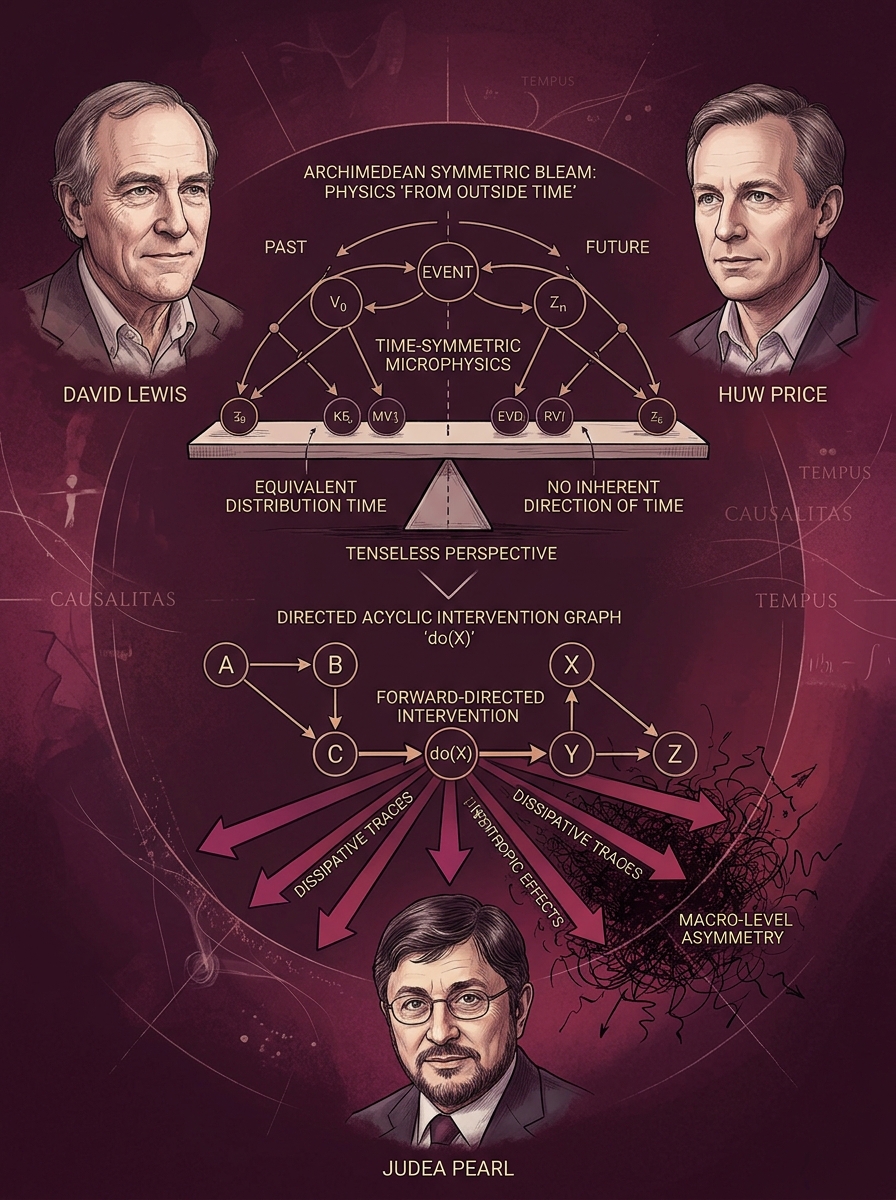 TEMPUS
ARCHIMEDEAN SYMMETRIC BLEAM:
PHYSICS 'FROM OUTSIDE TIME'
PAST
FUTURE
EVENT
V0
Zn
TIME-SYMMETRIC
MICROPHYSICS
DAVID LEWIS
HUW PRICE
EVD
EQUIVALENT
DISTRIBUTION TIME
NO INHERENT
DIRECTION OF TIME
TEMPUS
CAUSALITAS
TENSELESS PERSPECTIVE
CAUSALITAS
TEMPUS
DIRECTED ACYCLIC INTERVENTION GRAPH
'do(X)'
A
B
X
FORWARD-DIRECTED
INTERVENTION
C
do(X)
Y
Z
DISSIPATIVE TRACES
EFFECTS
DISSIPATIVE TRAOES
MACRO-LEVEL
ASYMMETRY
JUDEA PEARL